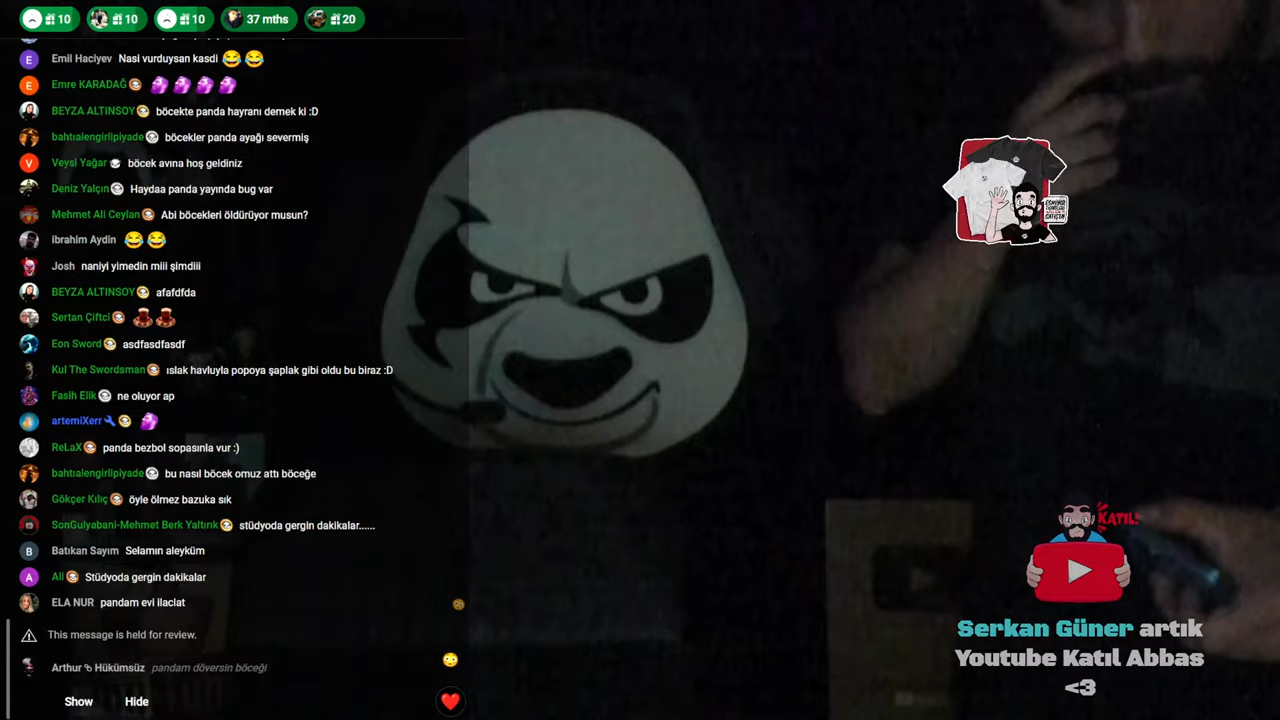 10
10
10
37 mths
20
Emil Haciyev Nasi vurduysan kasdi
Emre KARADAĞ
BEYZA ALTINSOY böcekte panda hayranı demek ki :D
bahtıalengirlipiyade böcekler panda ayağı severmiş
Veysl Yağar böcek avına hoş geldiniz
Deniz Yalçın Haydaa panda yayında bug var
Mehmet Ali Ceylan Abi böcekleri öldürüyor musun?
ibrahim Aydin
Josh naniyi yimedin miii şimdiii
BEYZA ALTINSOY afafdfda
Sertan Çiftci
Eon Sword asdfasdfasdf
Kul The Swordsman ıslak havluyla popoya şaplak gibi oldu bu biraz :D
Fasih Elik ne oluyor ap
artemiXerr
ReLaX panda bezbol sopasınla vur :)
bahtıalengirlipiyade bu nasıl böcek omuz attı böceğe
Gökçer Kılıç öyle ölmez bazuka sık
SonGulyabani-Mehmet Berk Yaltırık stüdyoda gergin dakikalar......
B Batıkan Sayım Selamın aleyküm
A Ali Stüdyoda gergin dakikalar
ELA NUR pandam evi ilaclat
This message is held for review.
Arthur Hükümsüz pandam döversin böceği
Show Hide
KATIL!
Serkan Güner artık
Youtube Katıl Abbas
<3